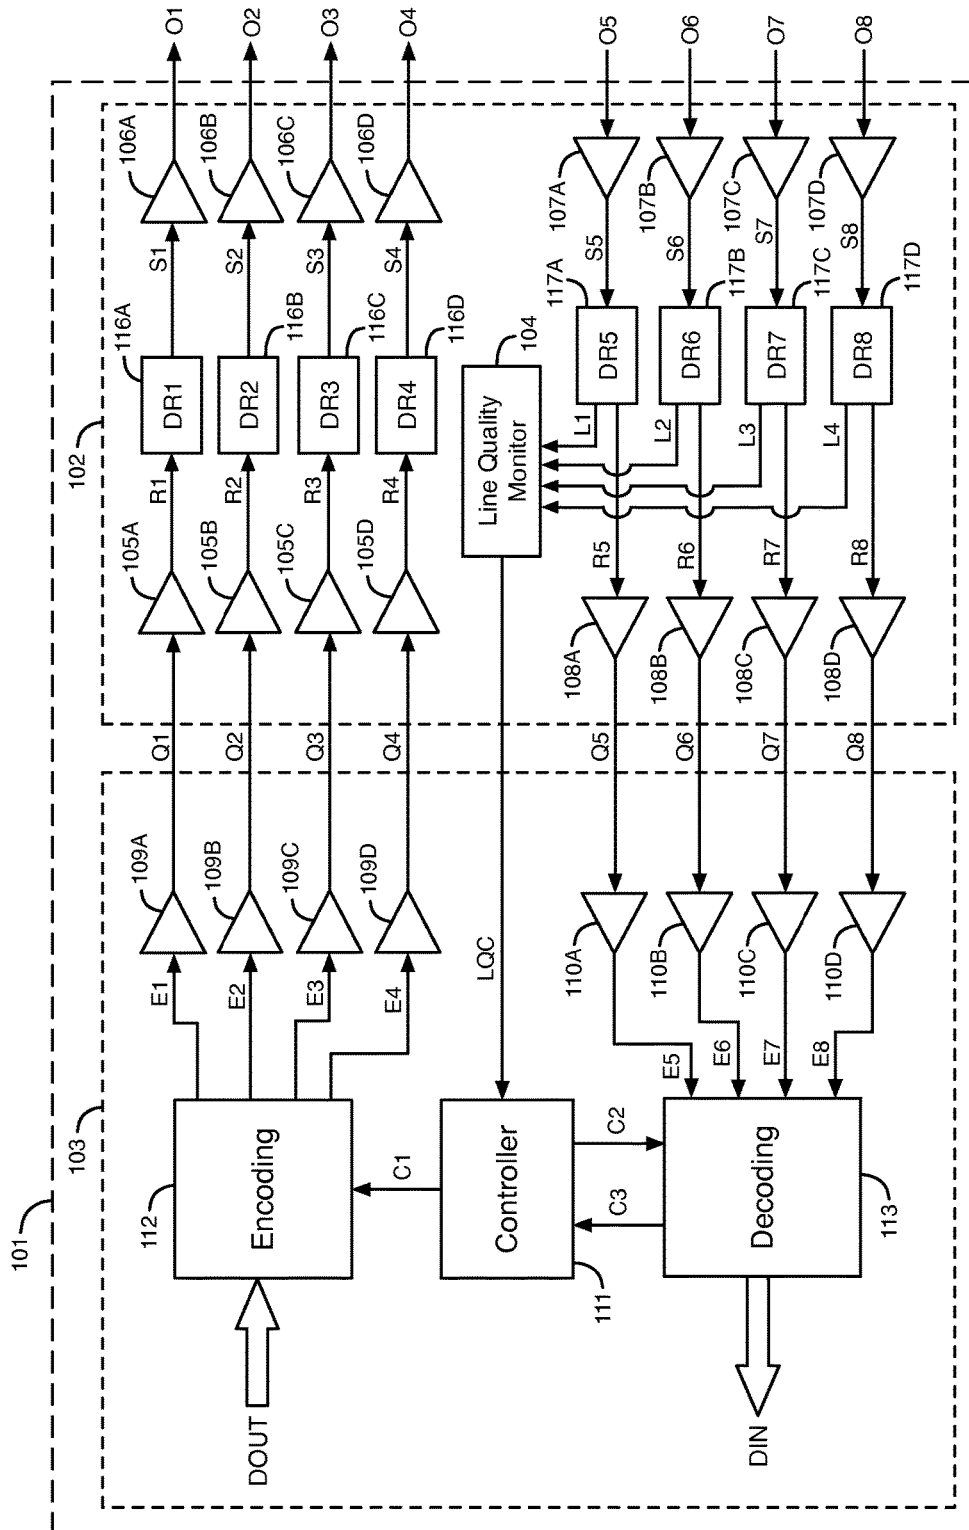 101
102
103
O1
O2
O3
O4
O5
O6
O7
O8
106A
106B
106C
106D
107A
107B
107C
107D
S1
S2
S3
S4
S5
S6
S7
S8
116A
116B
116C
116D
117A
117B
117C
117D
DR1
DR2
DR3
DR4
104
Line Quality
Monitor
DR5
DR6
DR7
DR8
L1
L2
L3
L4
R1
R2
R3
R4
R5
R6
R7
R8
105A
105B
105C
105D
108A
108B
108C
108D
Q1
Q2
Q3
Q4
Q5
Q6
Q7
Q8
109A
109B
109C
109D
LQC
110A
110B
110C
110D
E1
E2
E3
E4
E5
E6
E7
E8
112
Encoding
C1
Controller
111
C2
C3
Decoding
113
DOUT
DIN